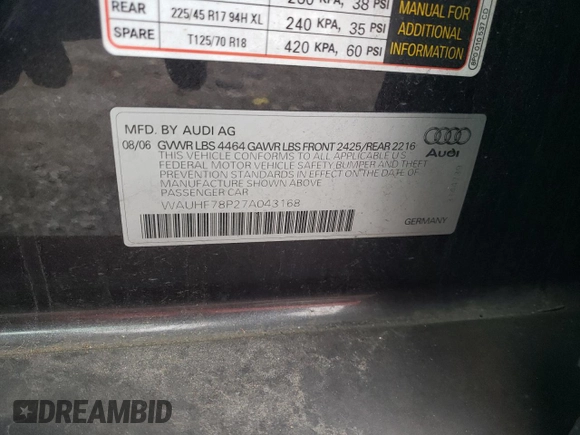 KPA, 38 PSI
REAR 225/45 R17 94H XL 240 KPA, 35 PSI
SPARE T125/70 R18 420 KPA, 60 PSI
MANUAL FOR
ADDITIONAL
INFORMATION
MFD. BY AUDI AG
08/06 GVWR LBS 4464 GAWR LBS FRONT 2425/REAR 2216
THIS VEHICLE CONFORMS TO ALL APPLICABLE U.S.
FEDERAL MOTOR VEHICLE SAFETY, BUMPER AND THEFT
PREVENTION STANDARDS IN EFFECT ON THE DATE OF
MANUFACTURE SHOWN ABOVE
PASSENGER CAR
WAUHF78P27A043168
Audi
GERMANY
DREAMBID